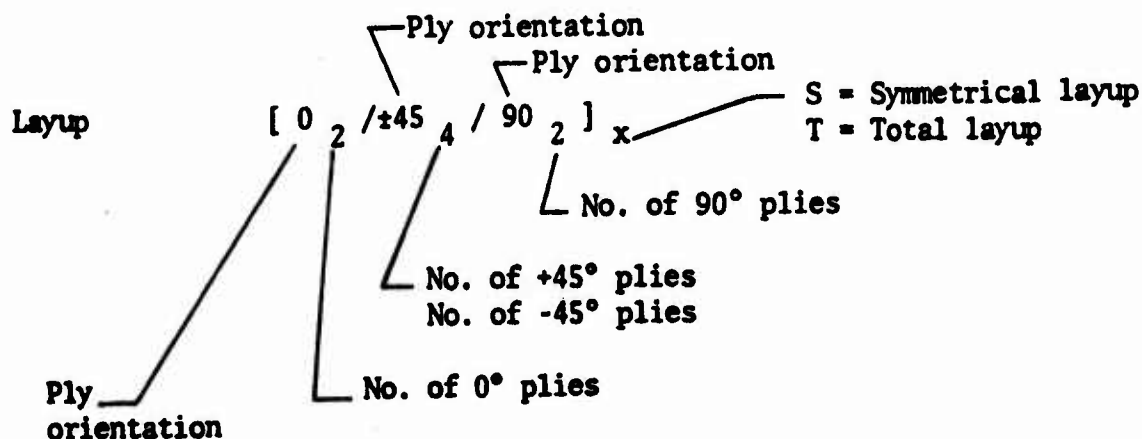 Ply orientation
Ply orientation
Layup [ 0 2 /±45 4 / 90 2 ] x
S = Symmetrical layup
T = Total layup
No. of 90° plies
No. of +45° plies
No. of -45° plies
No. of 0° plies
Ply
orientation